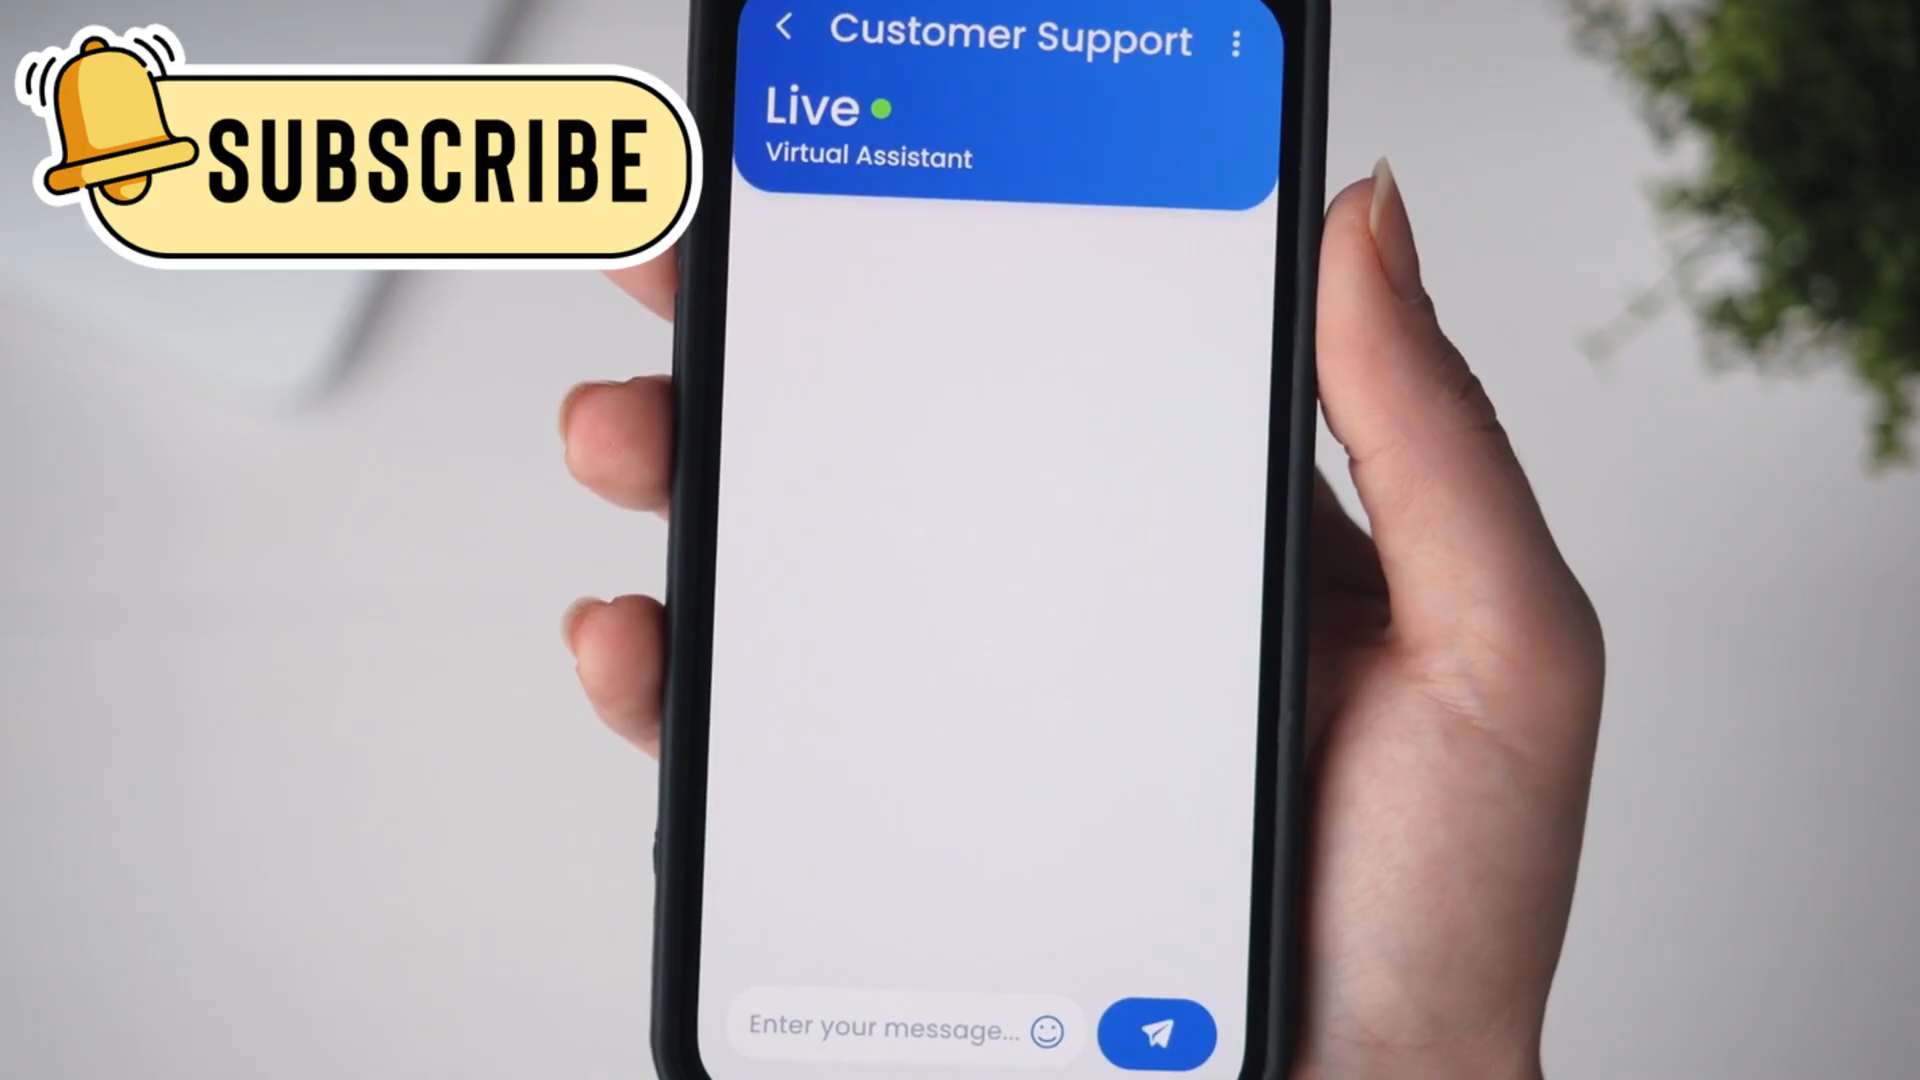 SUBSCRIBE
Customer Support
Live
Virtual Assistant
Enter your message...